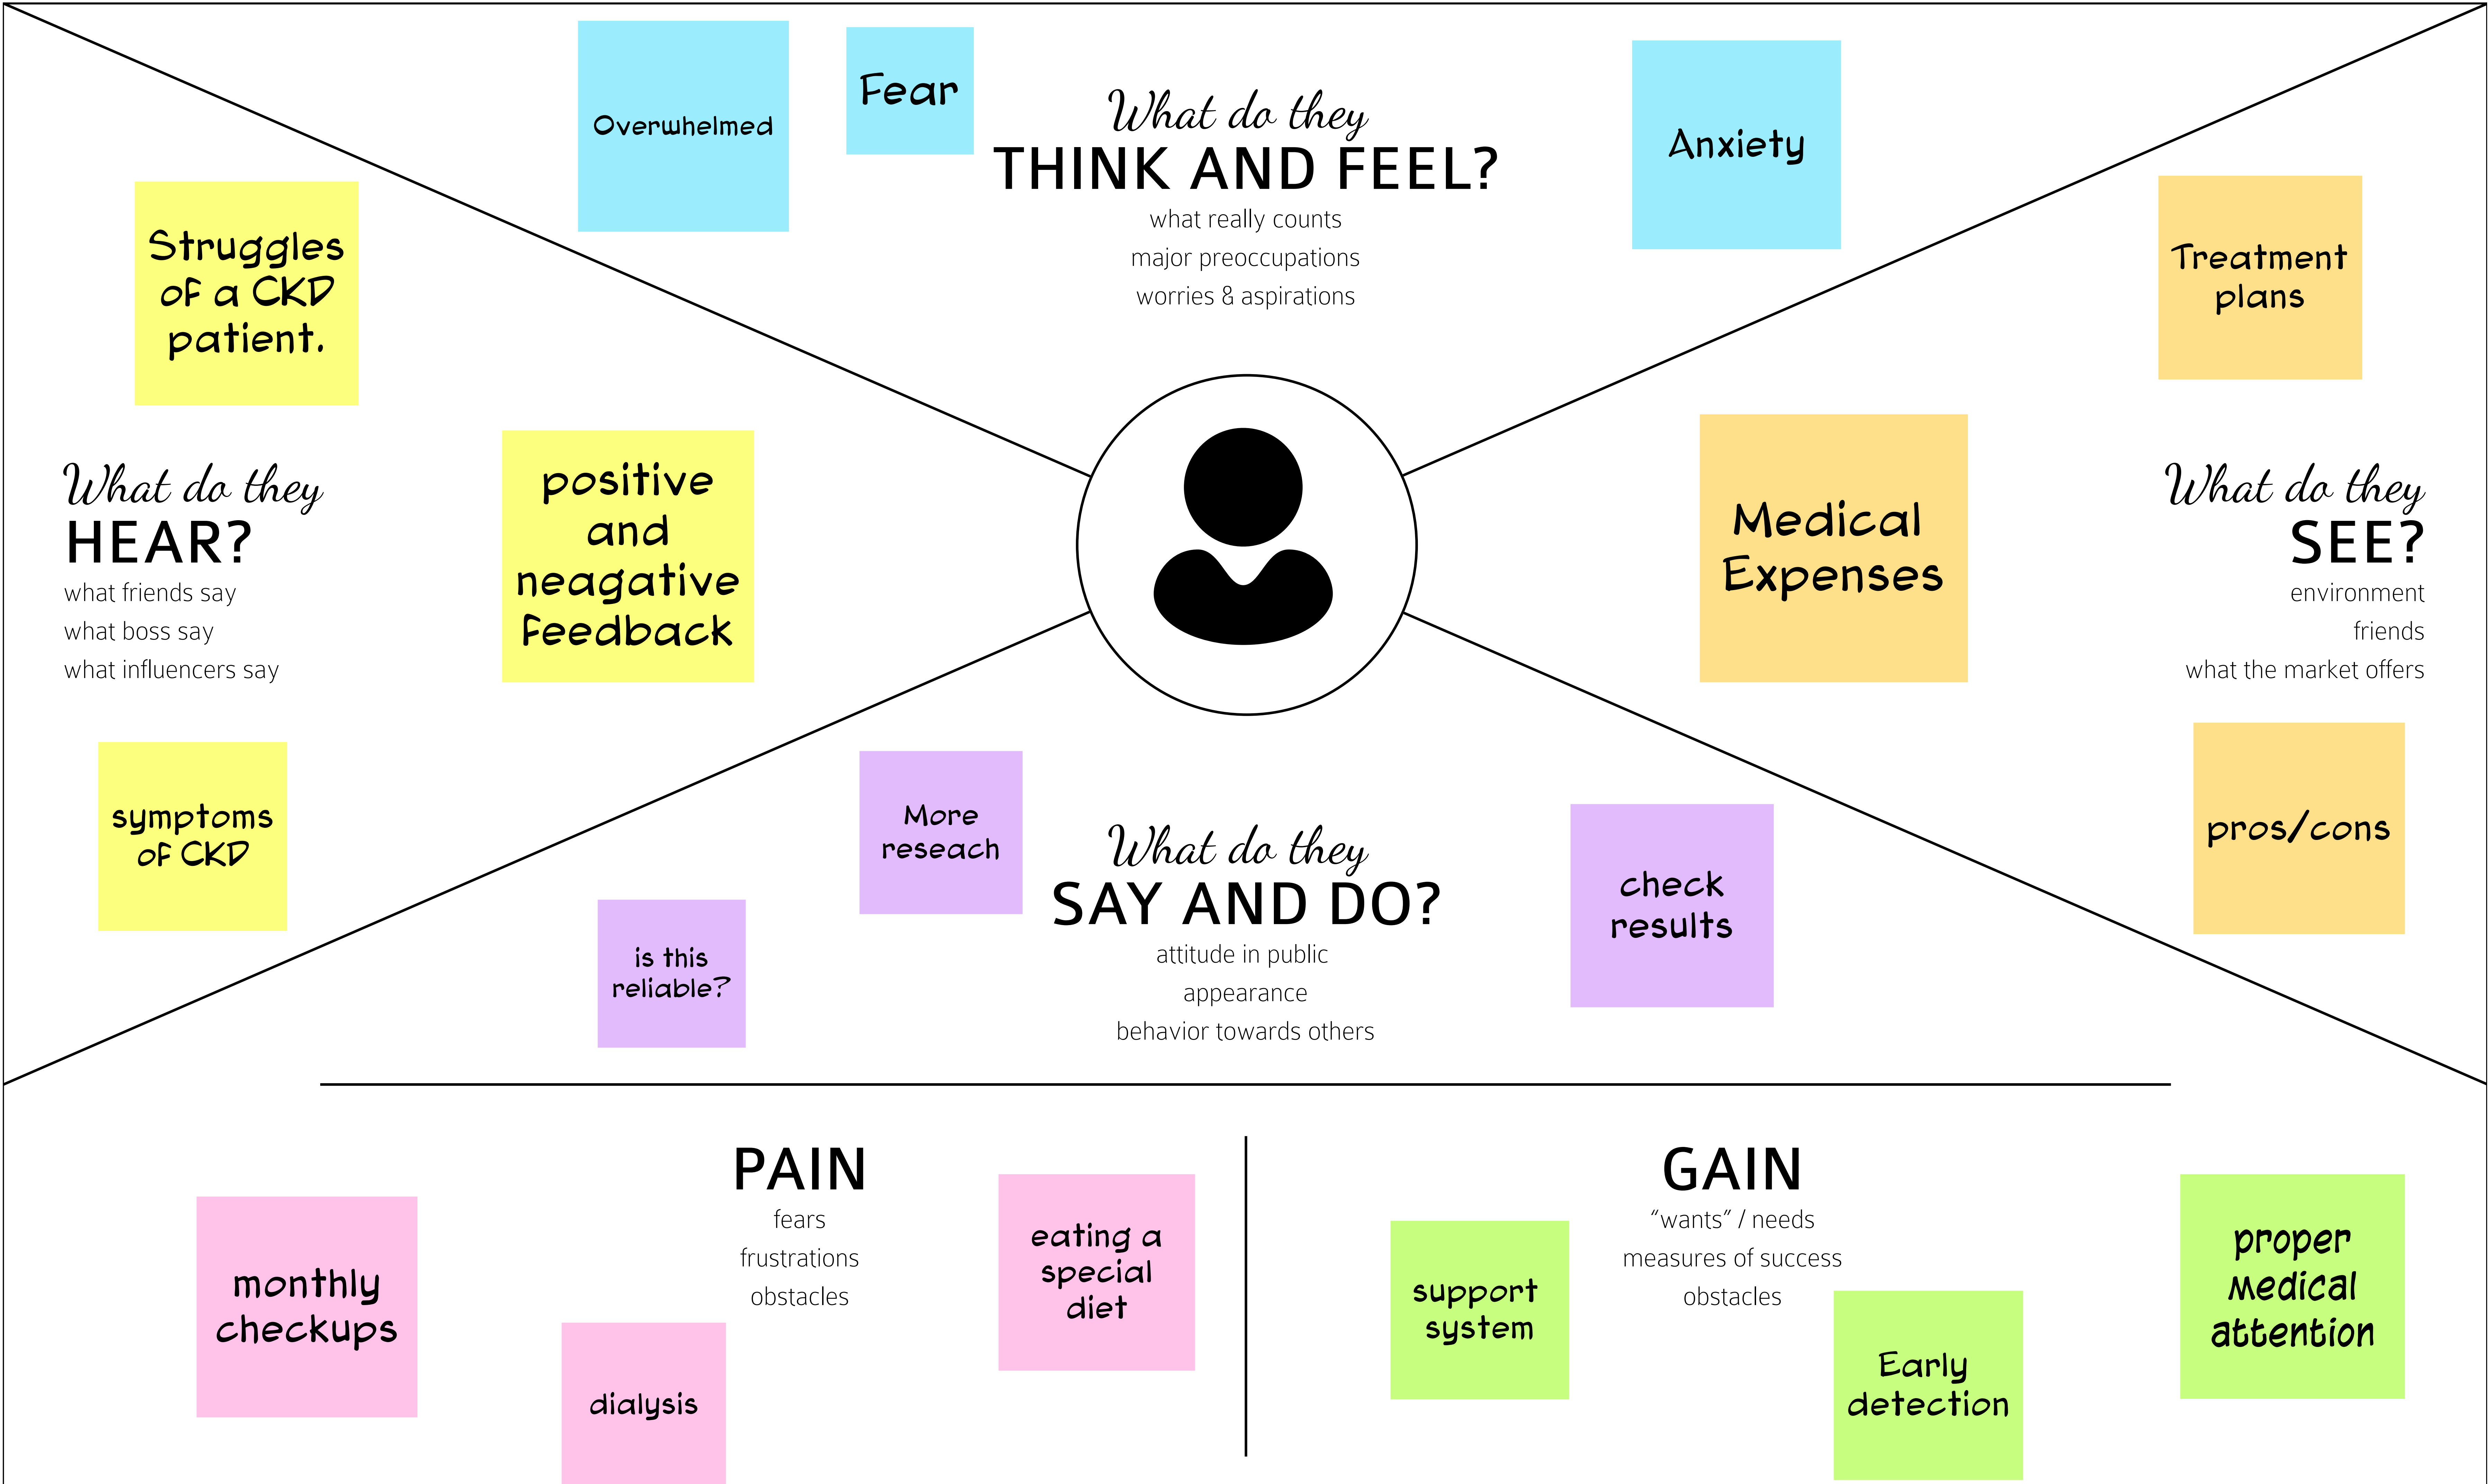 Overwhelmed
Fear
What do they
THINK AND FEEL?
what really counts
major preoccupations
worries & aspirations
Anxiety
Struggles
of a CKD
patient.
What do they
HEAR?
what friends say
what boss say
what influencers say
positive
and
neagative
feedback
symptoms
of CKD
Treatment
plans
Medical
Expenses
What do they
SEE?
environment
friends
what the market offers
pros/cons
More
reseach
is this
reliable?
What do they
SAY AND DO?
attitude in public
appearance
behavior towards others
check
results
PAIN
fears
frustrations
obstacles
monthly
checkups
dialysis
eating a
special
diet
GAIN
“wants” / needs
measures of success
obstacles
support
system
Early
detection
proper
medical
attention